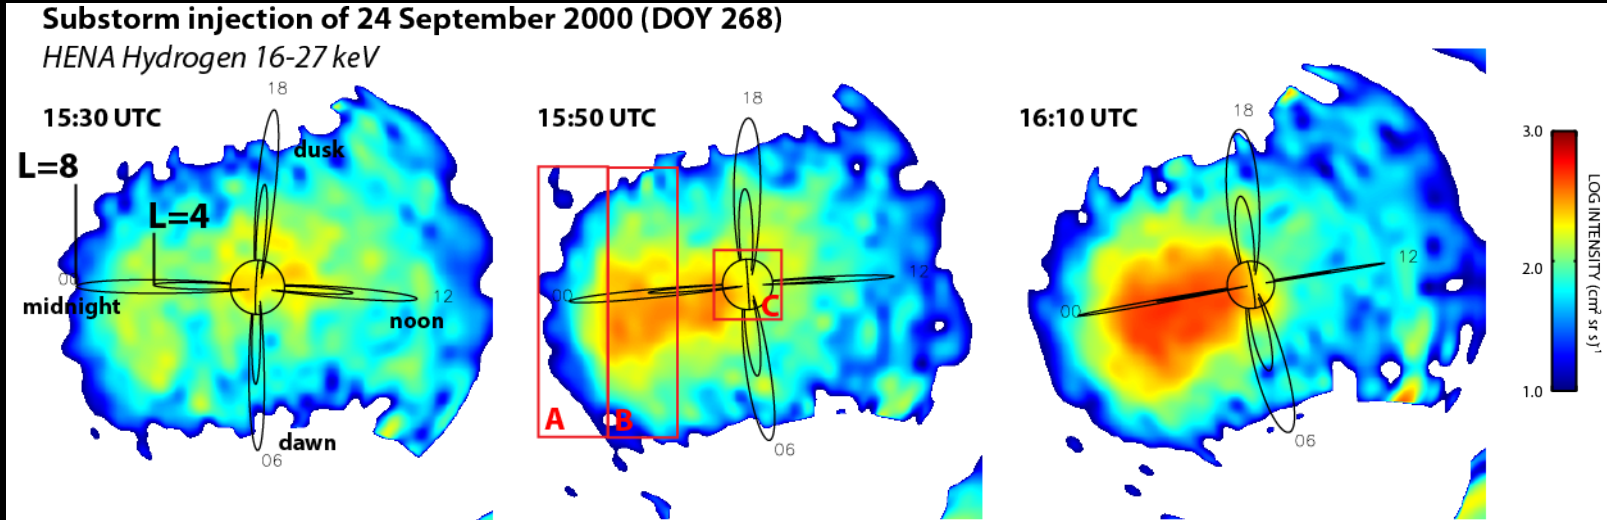 Substorm injection of 24 September 2000 (DOY 268)
HENA Hydrogen 16-27 keV
15:30 UTC
18
dusk
L=8
L=4
00
midnight
12
noon
dawn
06
15:50 UTC
18
00
12
C
A
B
06
16:10 UTC
18
12
00
06
3.0
2.0
1.0
LOG INTENSITY (cm² sr s)⁻¹